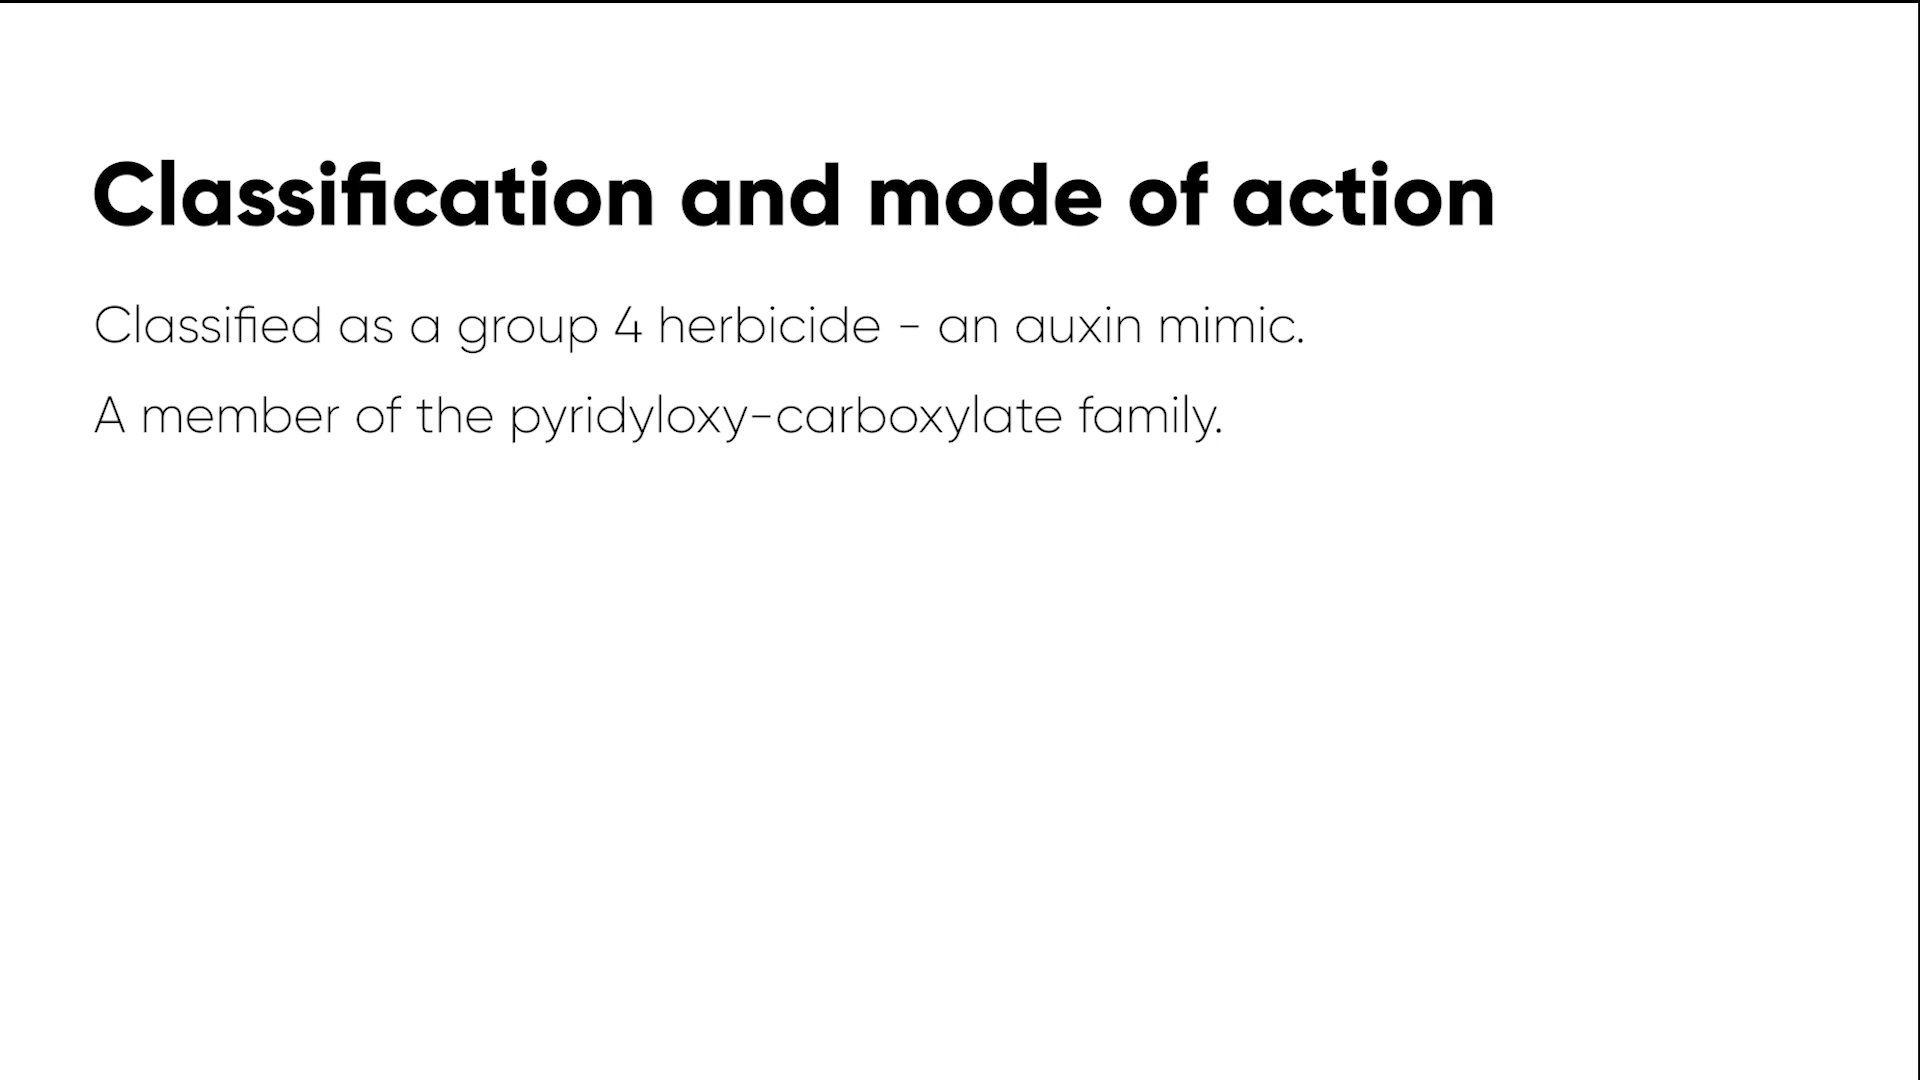 Classification and mode of action
Classified as a group 4 herbicide - an auxin mimic.
A member of the pyridyloxy-carboxylate family.